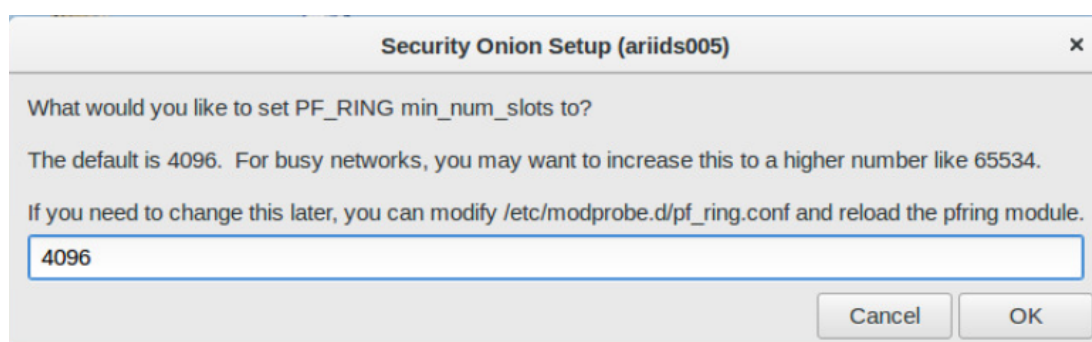 Security Onion Setup (ariids005)
What would you like to set PF_RING min_num_slots to?
The default is 4096. For busy networks, you may want to increase this to a higher number like 65534.
If you need to change this later, you can modify /etc/modprobe.d/pf_ring.conf and reload the pfring module.
4096
Cancel OK